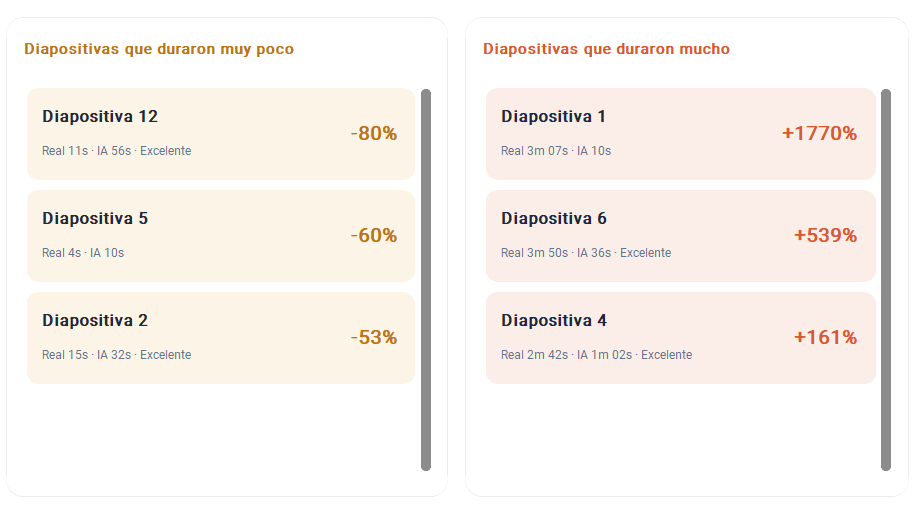 Diapositivas que duraron muy poco
Diapositiva 12
Real 11s · IA 56s · Excelente
-80%
Diapositiva 5
Real 4s · IA 10s
-60%
Diapositiva 2
Real 15s · IA 32s · Excelente
-53%
Diapositivas que duraron mucho
Diapositiva 1
Real 3m 07s · IA 10s
+1770%
Diapositiva 6
Real 3m 50s · IA 36s · Excelente
+539%
Diapositiva 4
Real 2m 42s · IA 1m 02s · Excelente
+161%